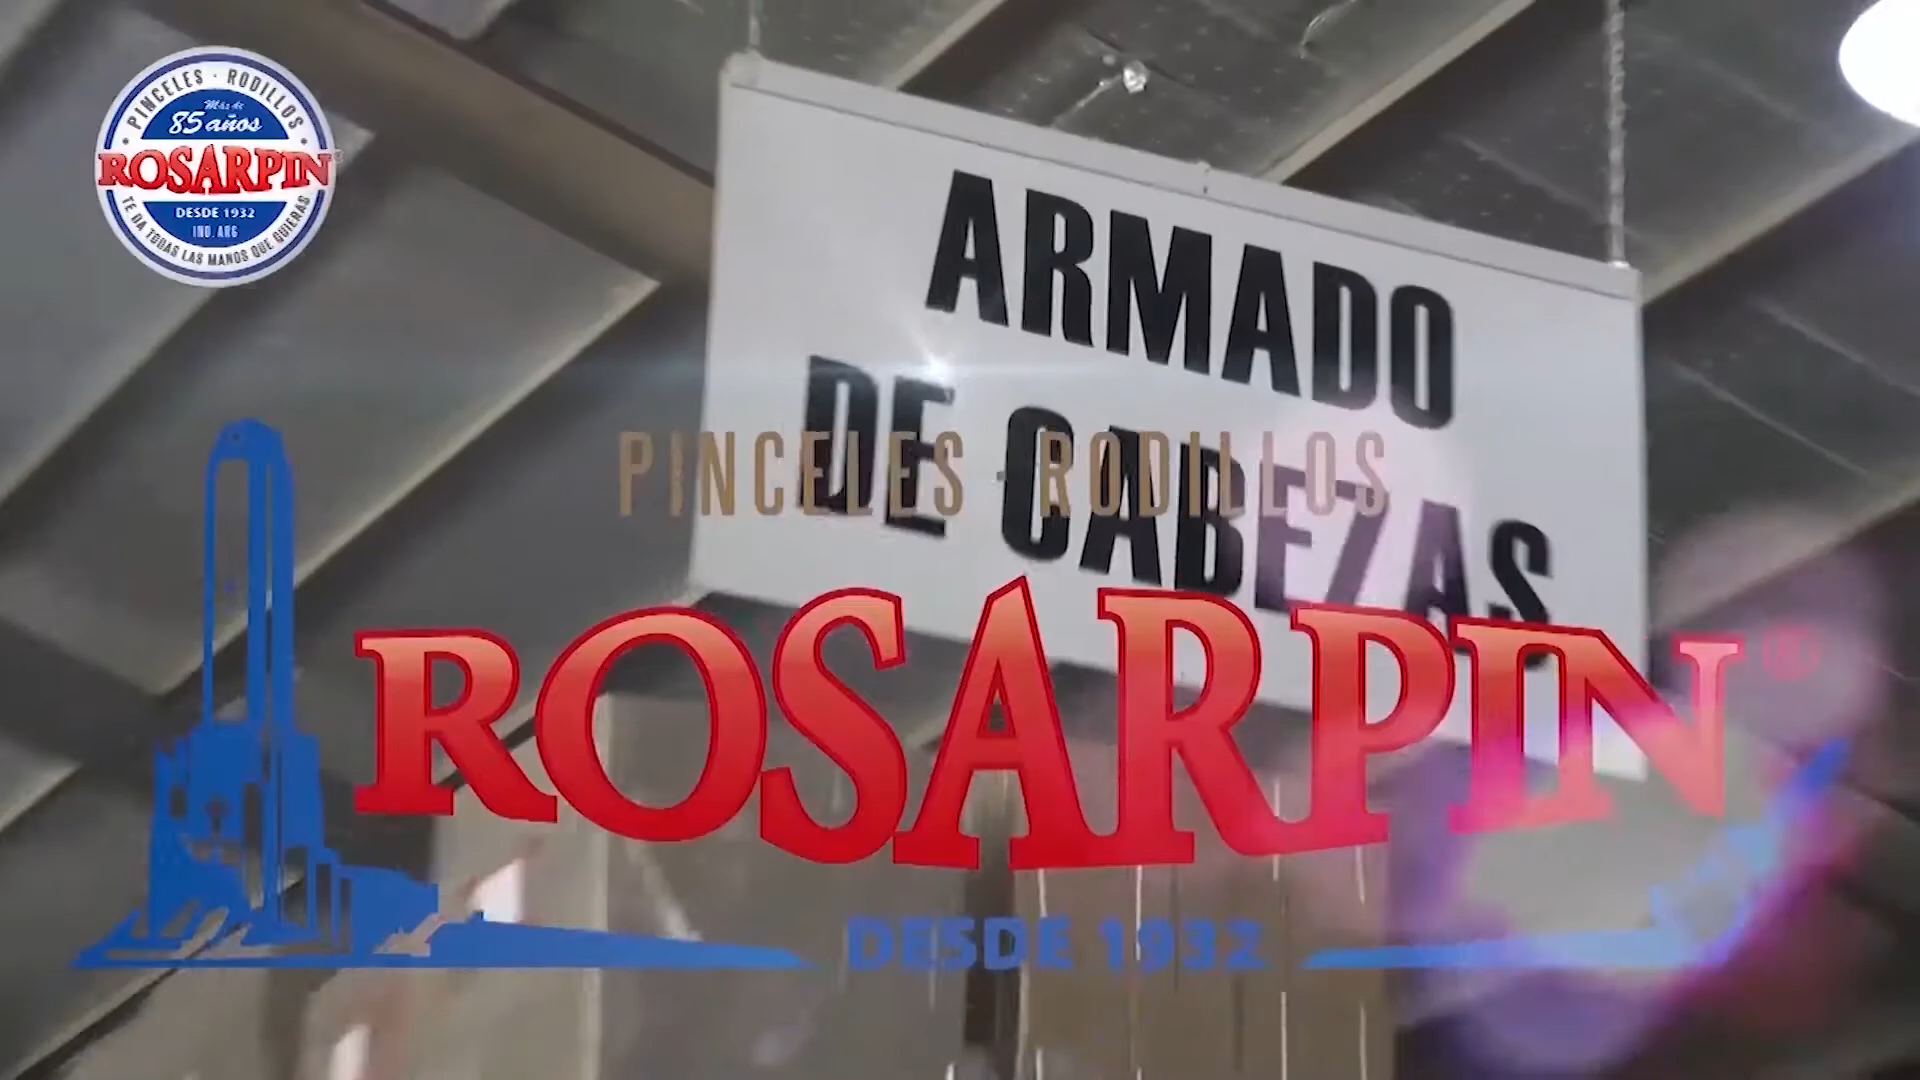 PINCELES · RODILLOS
Más de
85 años
ROSARPIN®
DESDE 1932
IND. ARG
TE DA TODAS LAS MANOS QUE QUIERAS
ARMADO
DE CABEZAS
PINCELES · RODILLOS
ROSARPIN®
DESDE 1932